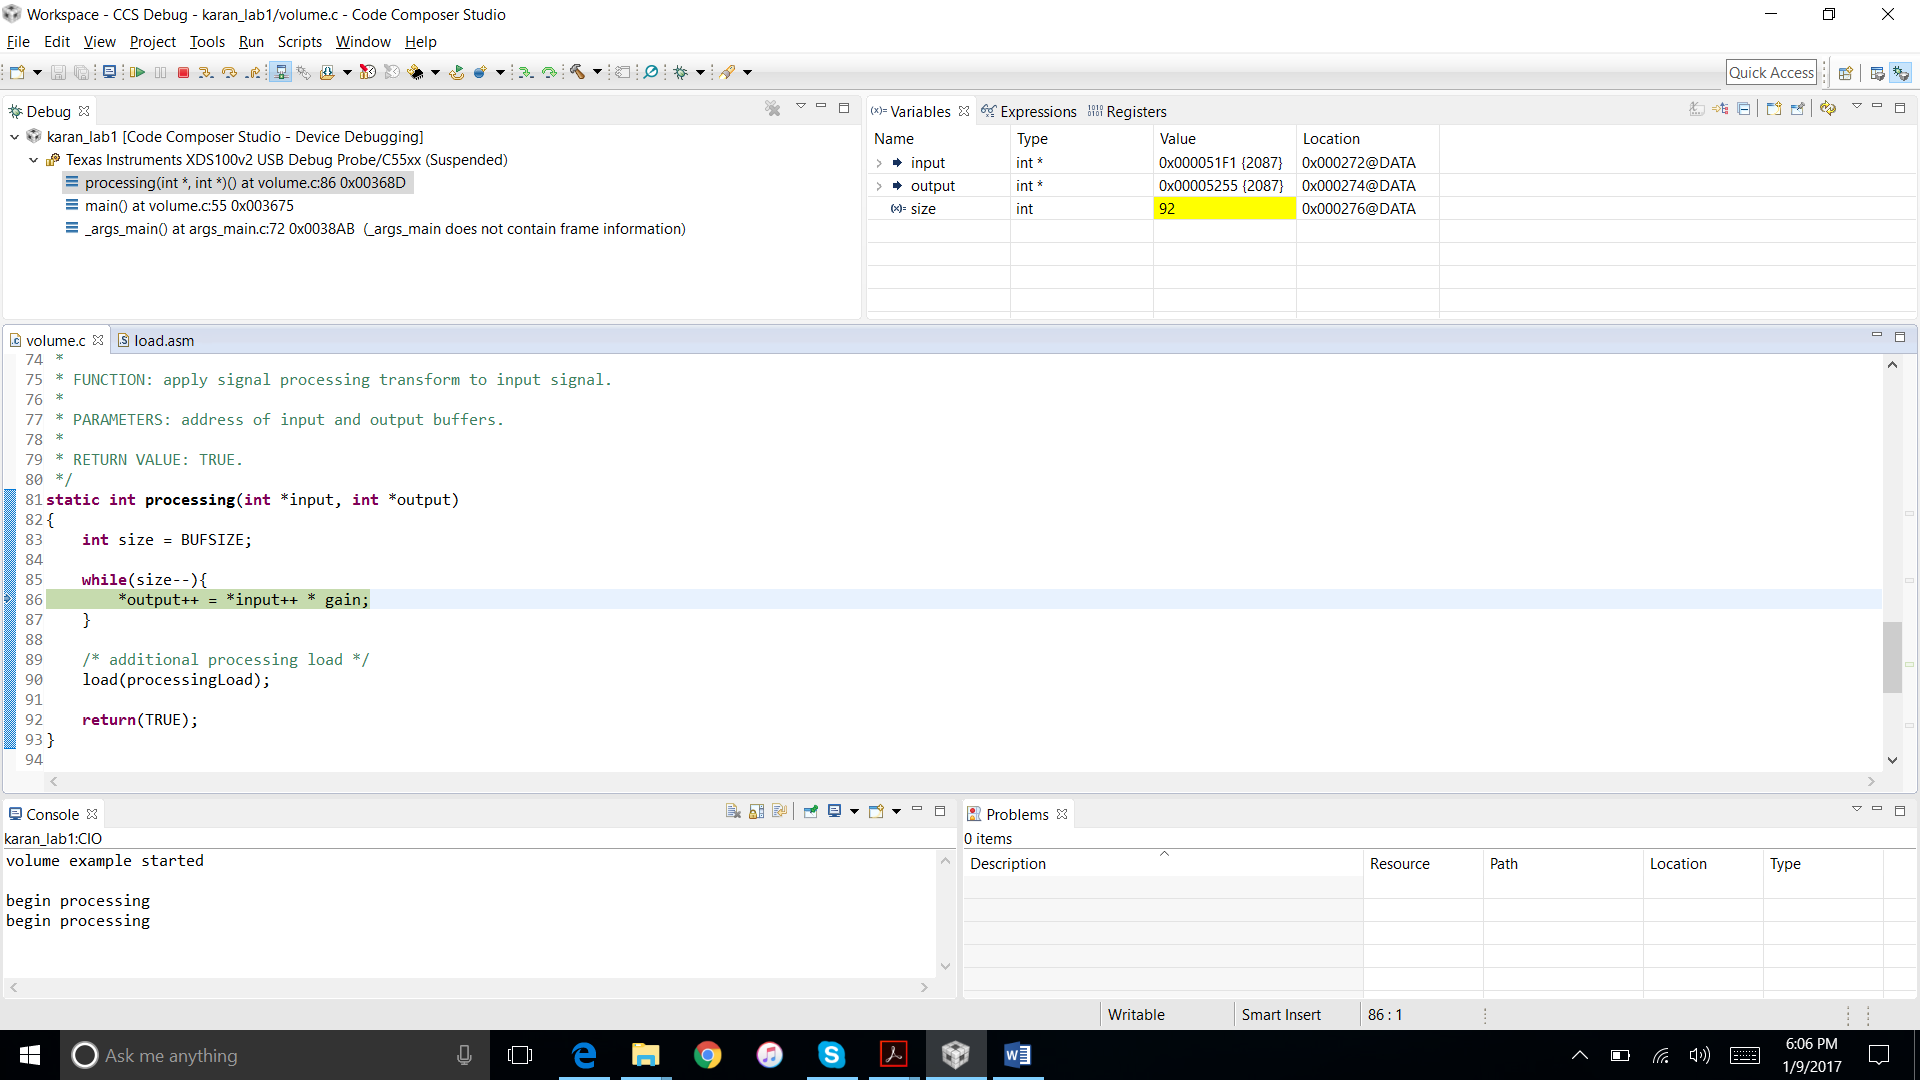 Workspace - CCS Debug - karan_lab1/volume.c - Code Composer Studio
File Edit View Project Tools Run Scripts Window Help
Quick Access
Debug
karan_lab1 [Code Composer Studio - Device Debugging]
Texas Instruments XDS100v2 USB Debug Probe/C55xx (Suspended)
processing(int *, int *)() at volume.c:86 0x00368D
main() at volume.c:55 0x003675
_args_main() at args_main.c:72 0x0038AB (_args_main does not contain frame information)
(x)= Variables Expressions 1010 0101 Registers
Name Type Value Location
input int * 0x000051F1 {2087} 0x000272@DATA
output int * 0x00005255 {2087} 0x000274@DATA
(x)= size int 92 0x000276@DATA
volume.c load.asm
74 *
75 * FUNCTION: apply signal processing transform to input signal.
76 *
77 * PARAMETERS: address of input and output buffers.
78 *
79 * RETURN VALUE: TRUE.
80 */
81 static int processing(int *input, int *output)
82 {
83 int size = BUFSIZE;
84
85 while(size--){
86 *output++ = *input++ * gain;
87 }
88
89 /* additional processing load */
90 load(processingLoad);
91
92 return(TRUE);
93 }
94
Console
karan_lab1:CIO
volume example started
begin processing
begin processing
Problems
0 items
Description Resource Path Location Type
Writable Smart Insert 86 : 1
Ask me anything
6:06 PM
1/9/2017